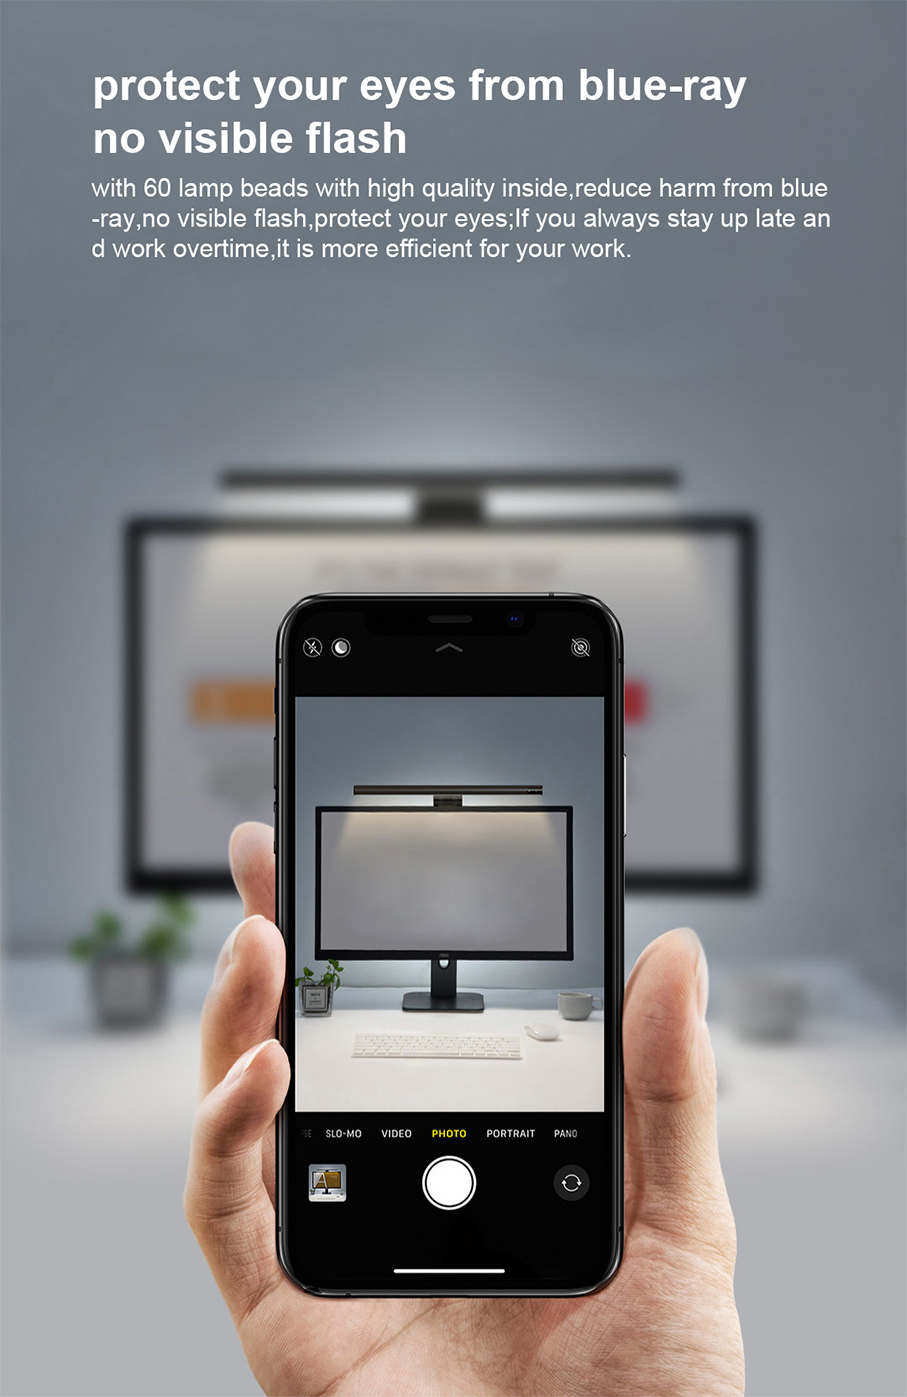 protect your eyes from blue-ray
no visible flash
with 60 lamp beads with high quality inside,reduce harm from blue
-ray,no visible flash,protect your eyes;If you always stay up late an
d work overtime,it is more efficient for your work.
SLO-MO VIDEO PHOTO PORTRAIT PANO